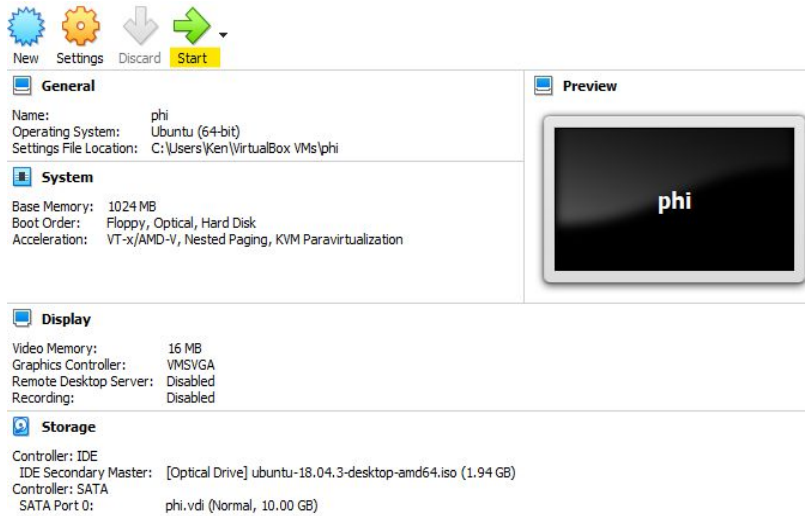 New Settings Discard Start
General
Name: phi
Operating System: Ubuntu (64-bit)
Settings File Location: C:\Users\Ken\VirtualBox VMs\phi
Preview
phi
System
Base Memory: 1024 MB
Boot Order: Floppy, Optical, Hard Disk
Acceleration: VT-x/AMD-V, Nested Paging, KVM Paravirtualization
Display
Video Memory: 16 MB
Graphics Controller: VMSVGA
Remote Desktop Server: Disabled
Recording: Disabled
Storage
Controller: IDE
IDE Secondary Master: [Optical Drive] ubuntu-18.04.3-desktop-amd64.iso (1.94 GB)
Controller: SATA
SATA Port 0: phi.vdi (Normal, 10.00 GB)